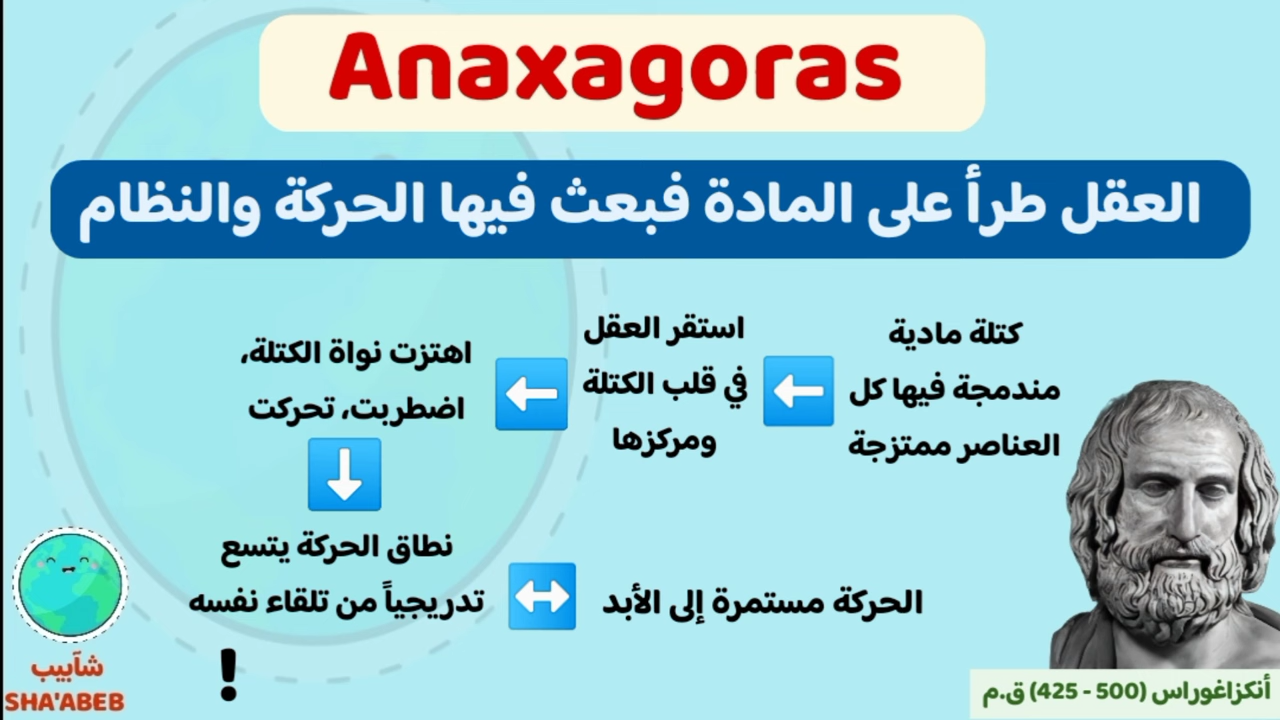 Anaxagoras
العقل طرأ على المادة فبعث فيها الحركة والنظام
كتلة مادية
مندمجة فيها كل
العناصر ممتزجة
استقر العقل
في قلب الكتلة
ومركزها
اهتزت نواة الكتلة،
اضطربت، تحركت
نطاق الحركة يتسع
تدريجياً من تلقاء نفسه
!
الحركة مستمرة إلى الأبد
أنكزاغوراس (500 - 425) ق.م
شآبيب
SHA'ABEB